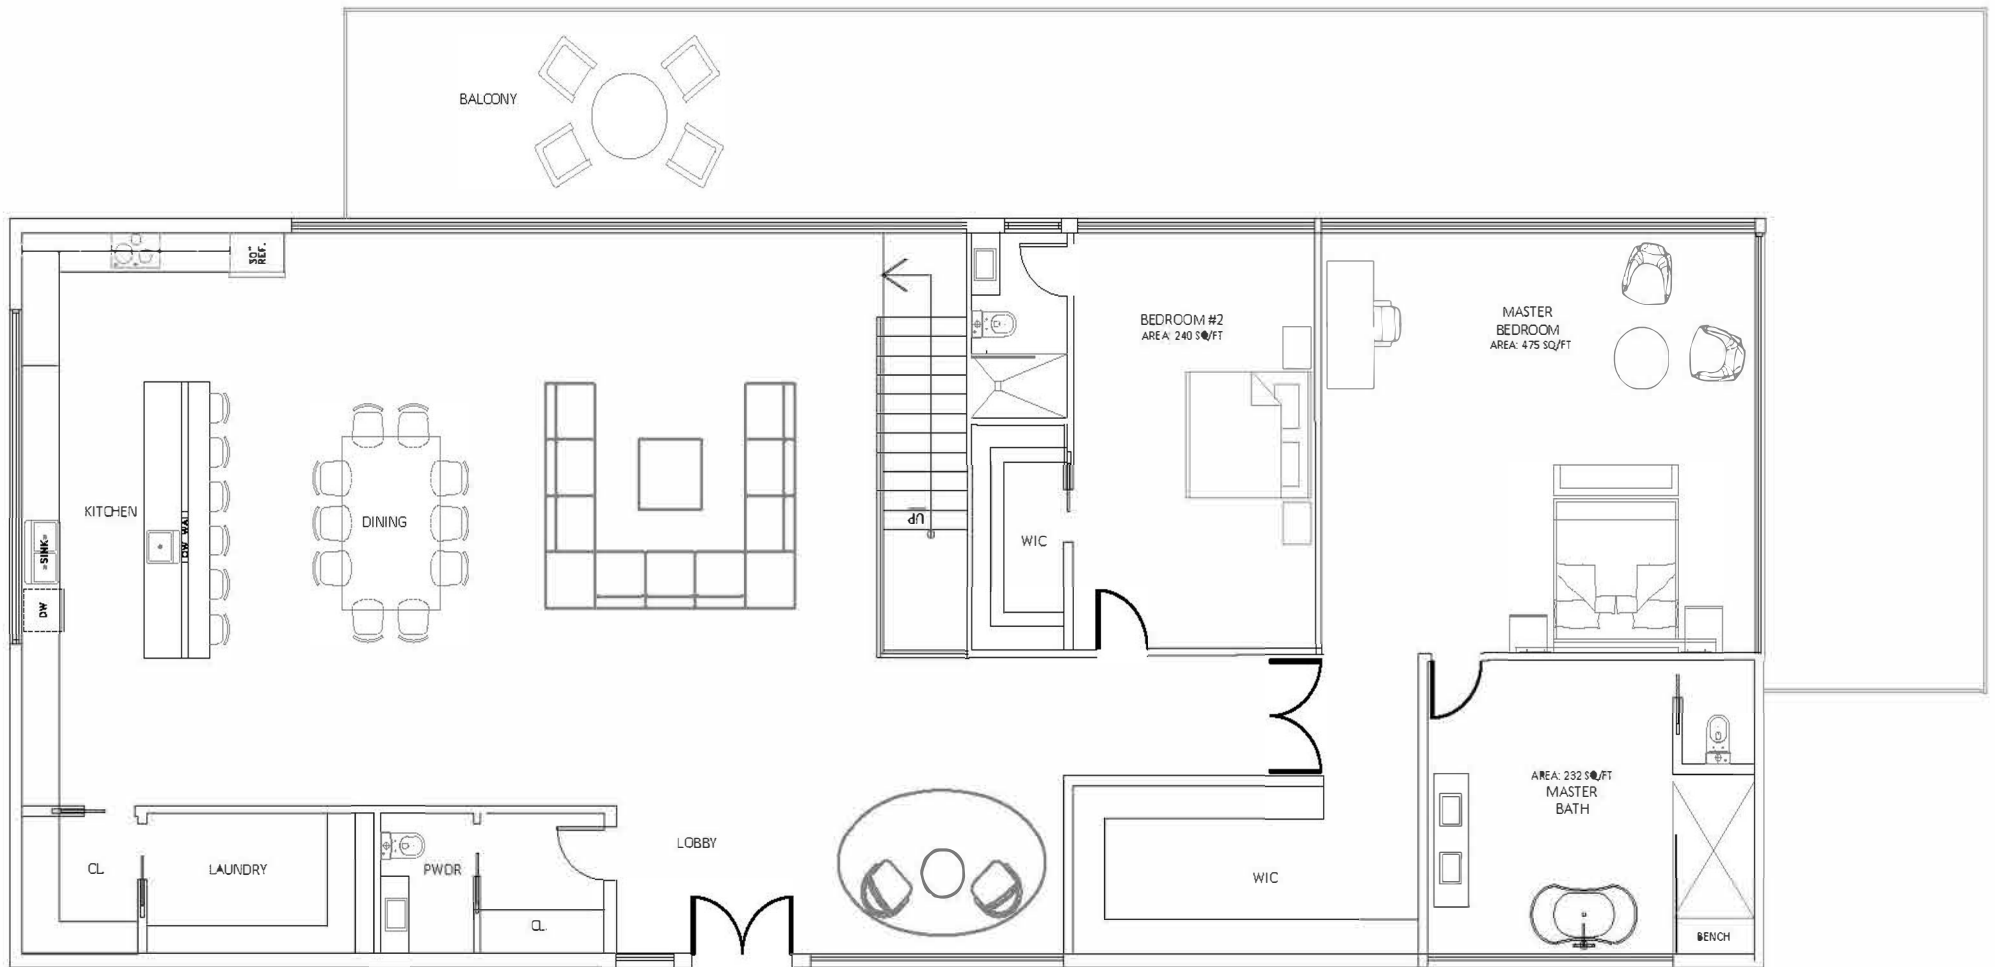 BALCONY
30"
REF.
BEDROOM #2
AREA: 240 SQ/FT
MASTER
BEDROOM
AREA: 475 SQ/FT
KITCHEN
LOW WALL
DINING
UP
SINK
DW
WIC
AREA: 232 SQ/FT
MASTER
BATH
CL.
LAUNDRY
PWDR
LOBBY
WIC
CL.
BENCH